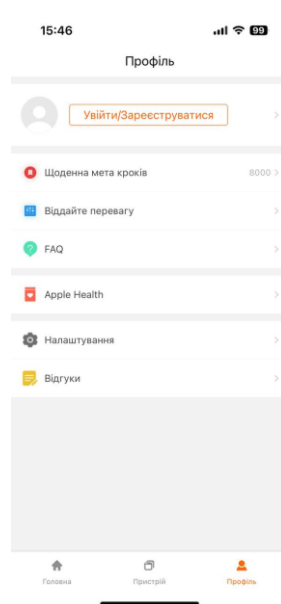 15:46
99
Профіль
Увійти/Зареєструватися
Щоденна мета кроків 8000
Віддайте перевагу
FAQ
Apple Health
Налаштування
Відгуки
Головна Пристрій Профіль